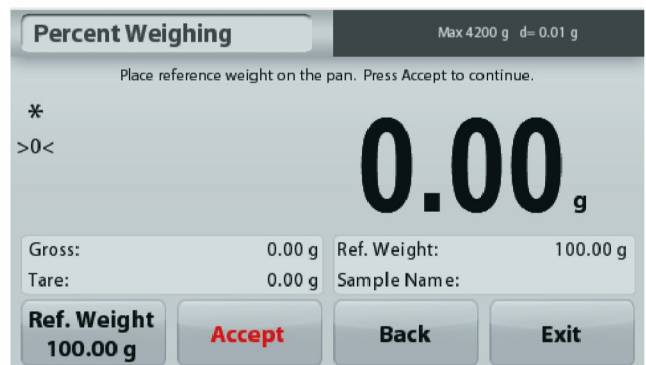 Percent Weighing
Max 4200 g d= 0.01 g
Place reference weight on the pan. Press Accept to continue.
*
>0<
0.00 g
Gross: 0.00 g
Tare: 0.00 g
Ref. Weight: 100.00 g
Sample Name:
Ref. Weight
100.00 g
Accept
Back
Exit